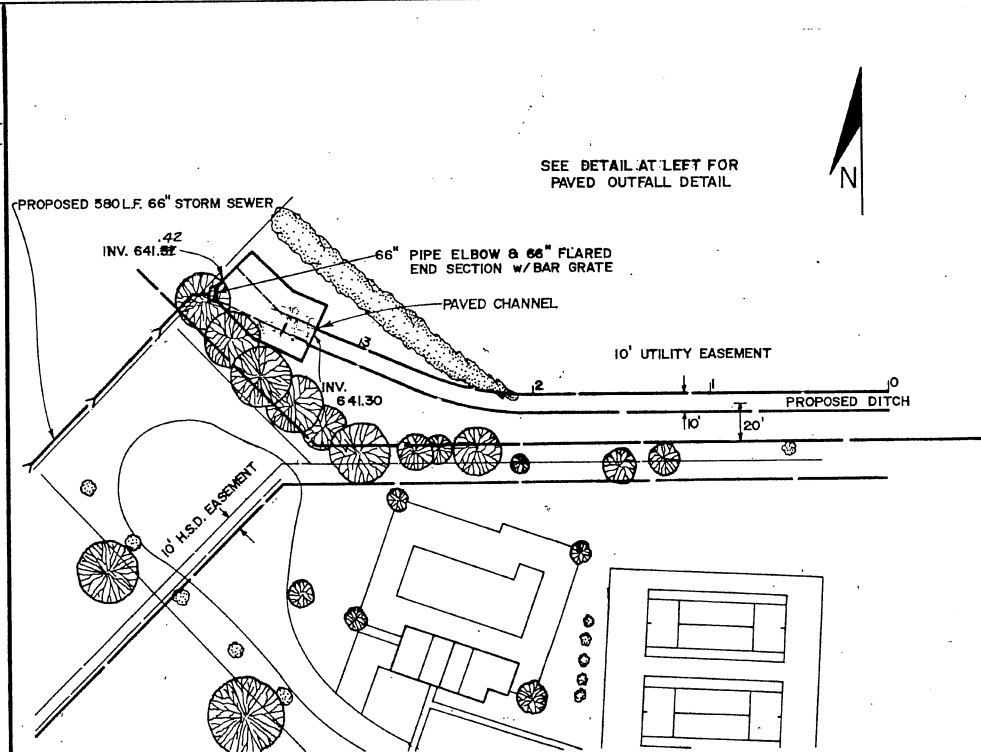 SEE DETAIL AT LEFT FOR
PAVED OUTFALL DETAIL
N
PROPOSED 580 L.F. 66" STORM SEWER
.42
INV. 641.
66" PIPE ELBOW & 66" FLARED
END SECTION W/BAR GRATE
PAVED CHANNEL
13
10' UTILITY EASEMENT
2
1
0
PROPOSED DITCH
INV.
641.30
10'
20'
10' H.S.D. EASEMENT